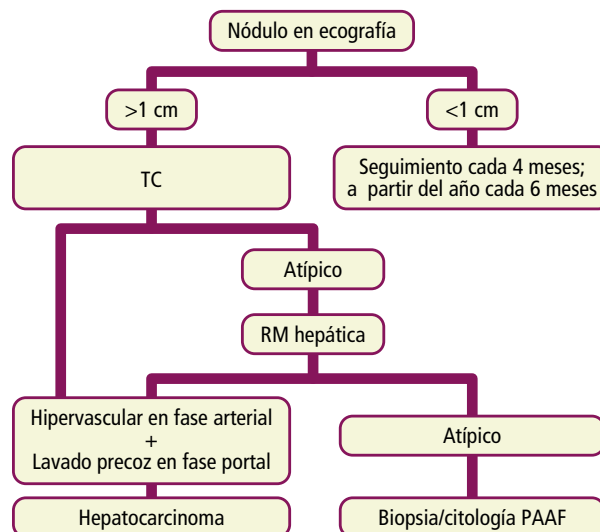 Nódulo en ecografía
>1 cm
<1 cm
TC
Seguimiento cada 4 meses;
a partir del año cada 6 meses
Atípico
RM hepática
Hipervascular en fase arterial
+
Lavado precoz en fase portal
Atípico
Hepatocarcinoma
Biopsia/citología PAAF